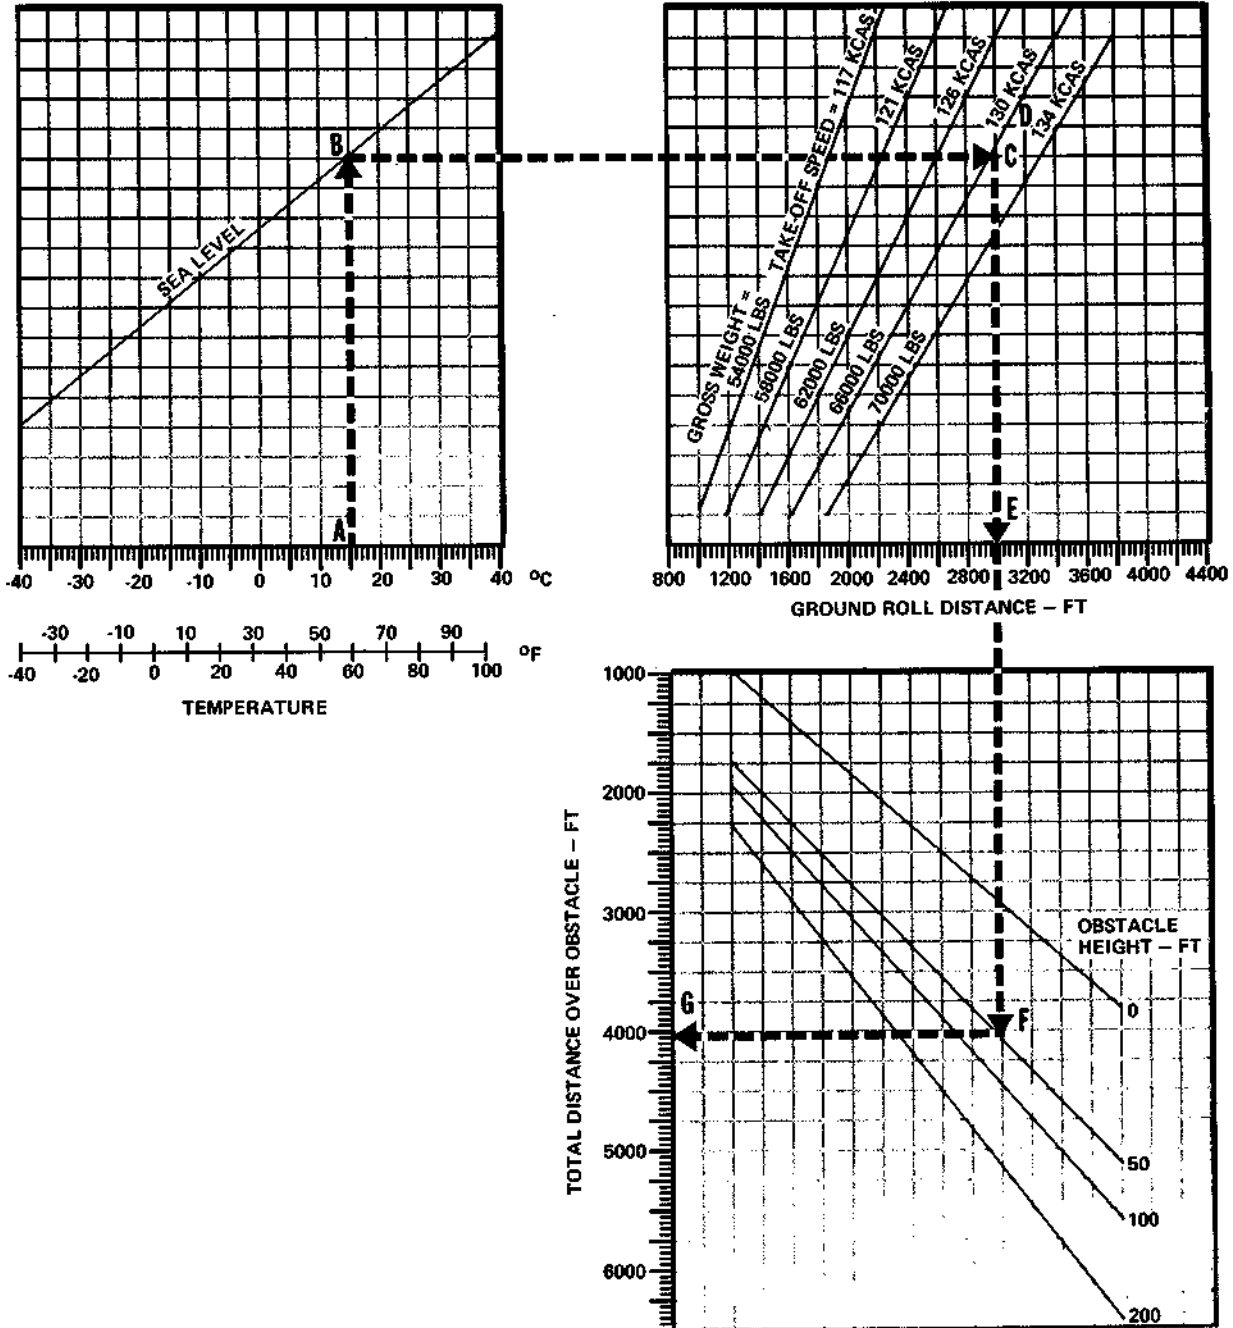 B
SEA LEVEL
A
-40 -30 -20 -10 0 10 20 30 40 °C
-30 -10 10 30 50 70 90
-40 -20 0 20 40 60 80 100 °F
TEMPERATURE
GROSS WEIGHT = TAKE-OFF SPEED = 117 KCAS
54000 LBS
58000 LBS 121 KCAS
62000 LBS 126 KCAS
66000 LBS 130 KCAS
70000 LBS 134 KCAS
D
C
E
800 1200 1600 2000 2400 2800 3200 3600 4000 4400
GROUND ROLL DISTANCE – FT
1000
2000
3000
4000
5000
6000
TOTAL DISTANCE OVER OBSTACLE – FT
OBSTACLE
HEIGHT – FT
G
F
0
50
100
200